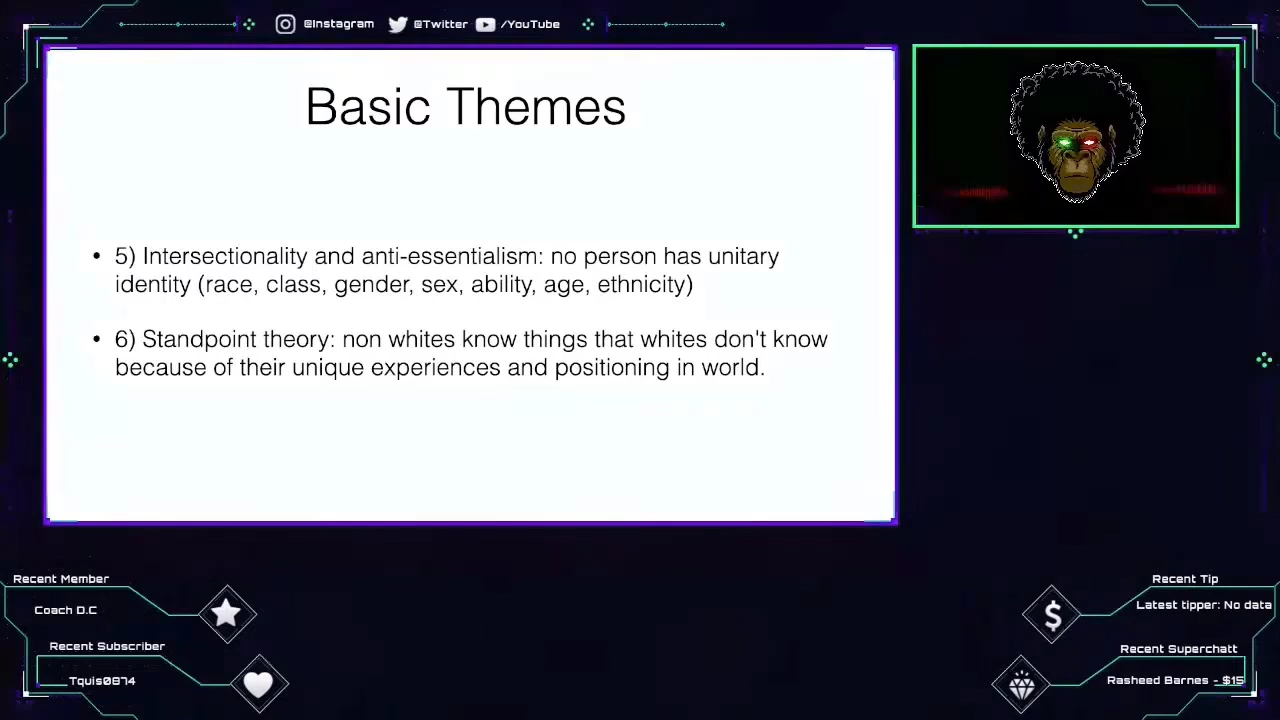 @Instagram @Twitter /YouTube
Basic Themes
• 5) Intersectionality and anti-essentialism: no person has unitary
identity (race, class, gender, sex, ability, age, ethnicity)
• 6) Standpoint theory: non whites know things that whites don't know
because of their unique experiences and positioning in world.
Recent Member
Coach D.C
Recent Subscriber
Tquis0874
Recent Tip
Latest tipper: No data
Recent Superchatt
Rasheed Barnes - $15